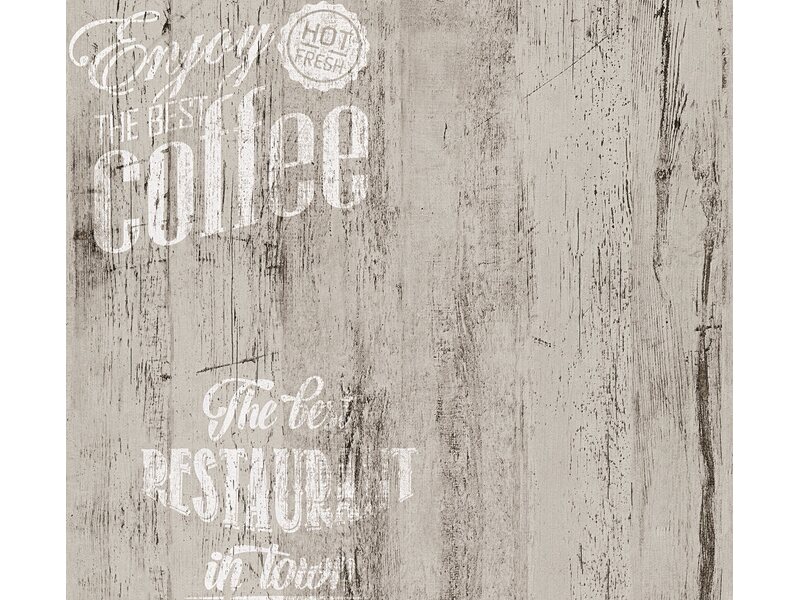 Enjoy
HOT
FRESH
THE BEST
coffee
The best
RESTAURANT
in town